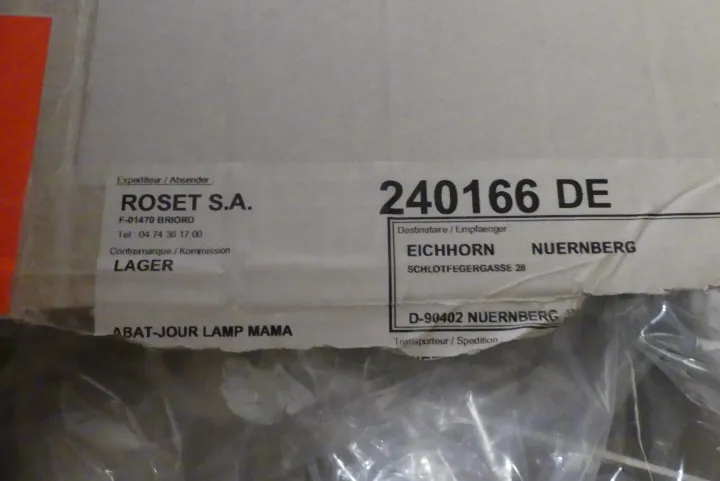 Expediteur / Absender
ROSET S.A.
F-01470 BRIORD
Tel : 04 74 36 17 00
Contremarque / Kommission
LAGER
ABAT-JOUR LAMP MAMA
240166 DE
Destinataire / Empfaenger
EICHHORN NUERNBERG
SCHLOTFEGERGASSE 28
D-90402 NUERNBERG
Transporteur / Spedition